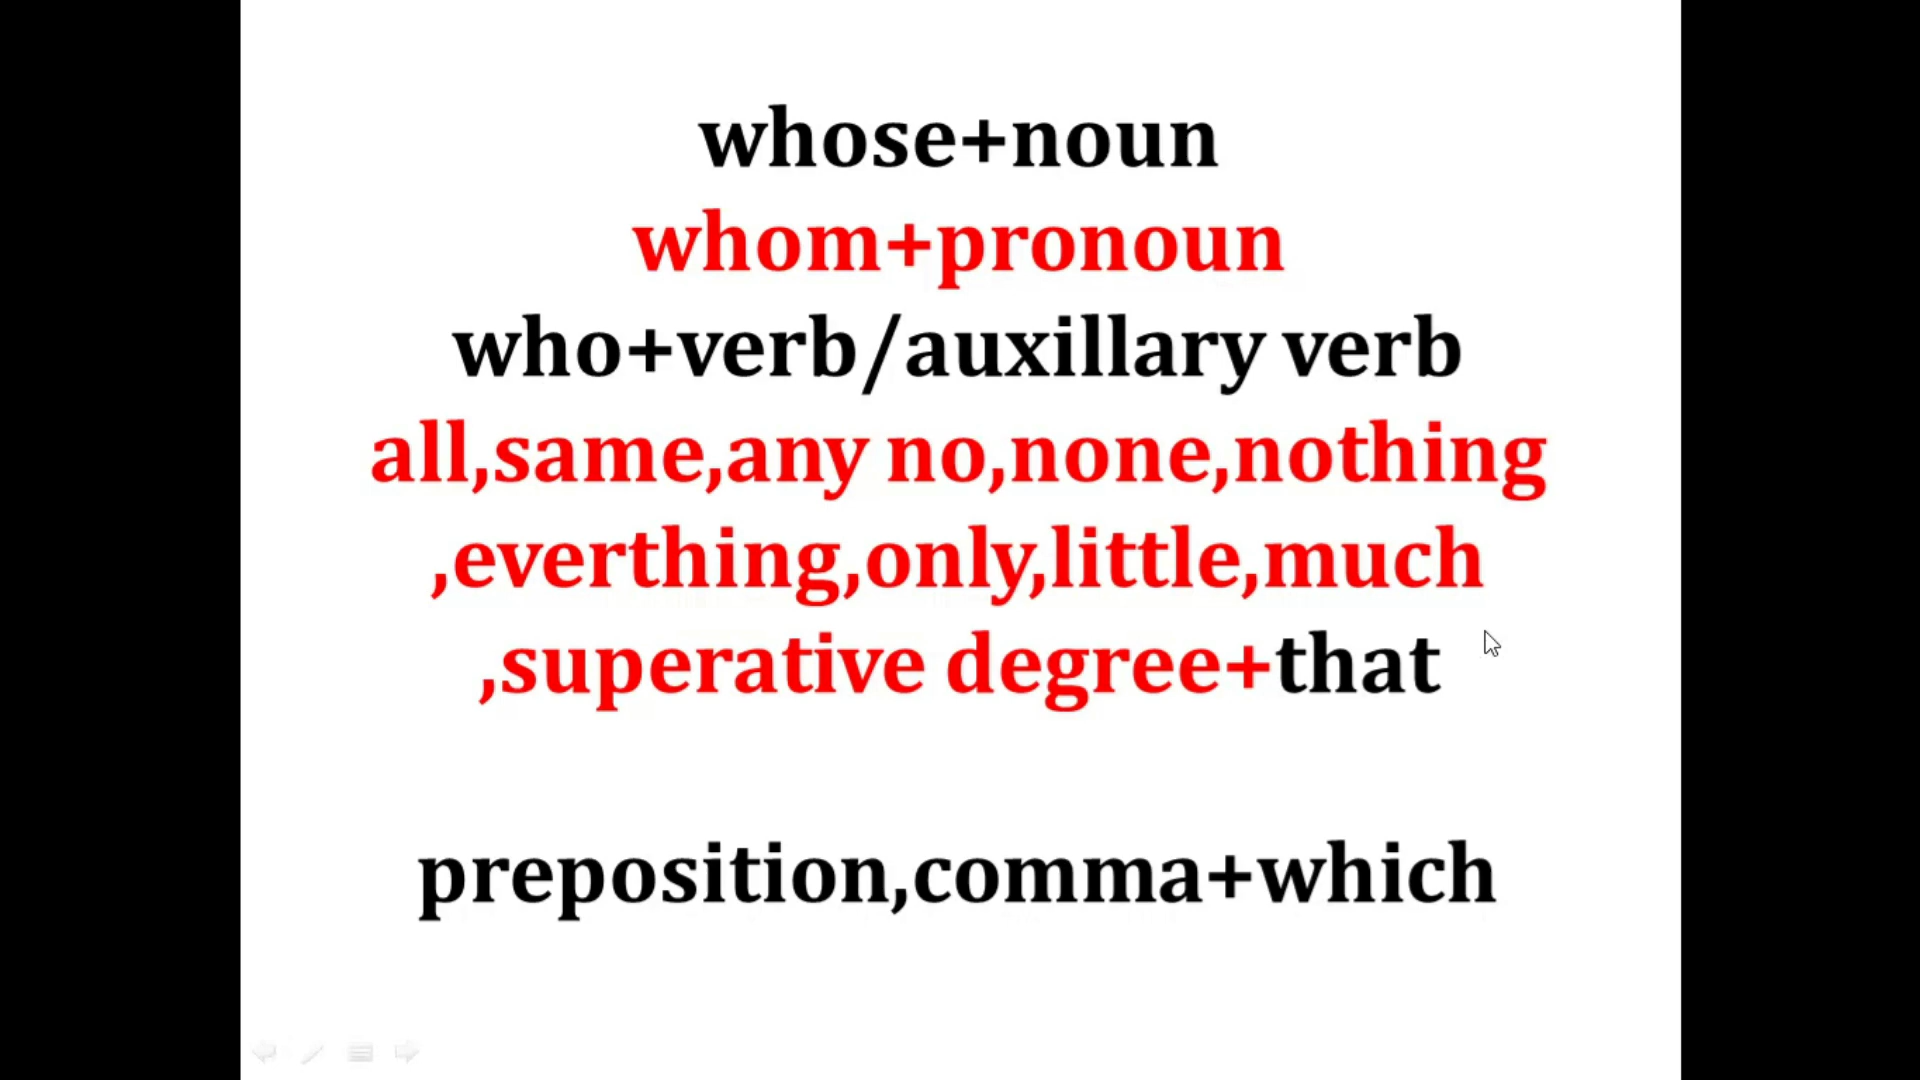 whose+noun
whom+pronoun
who+verb/auxillary verb
all,same,any no,none,nothing
,everthing,only,little,much
,superative degree+that
preposition,comma+which